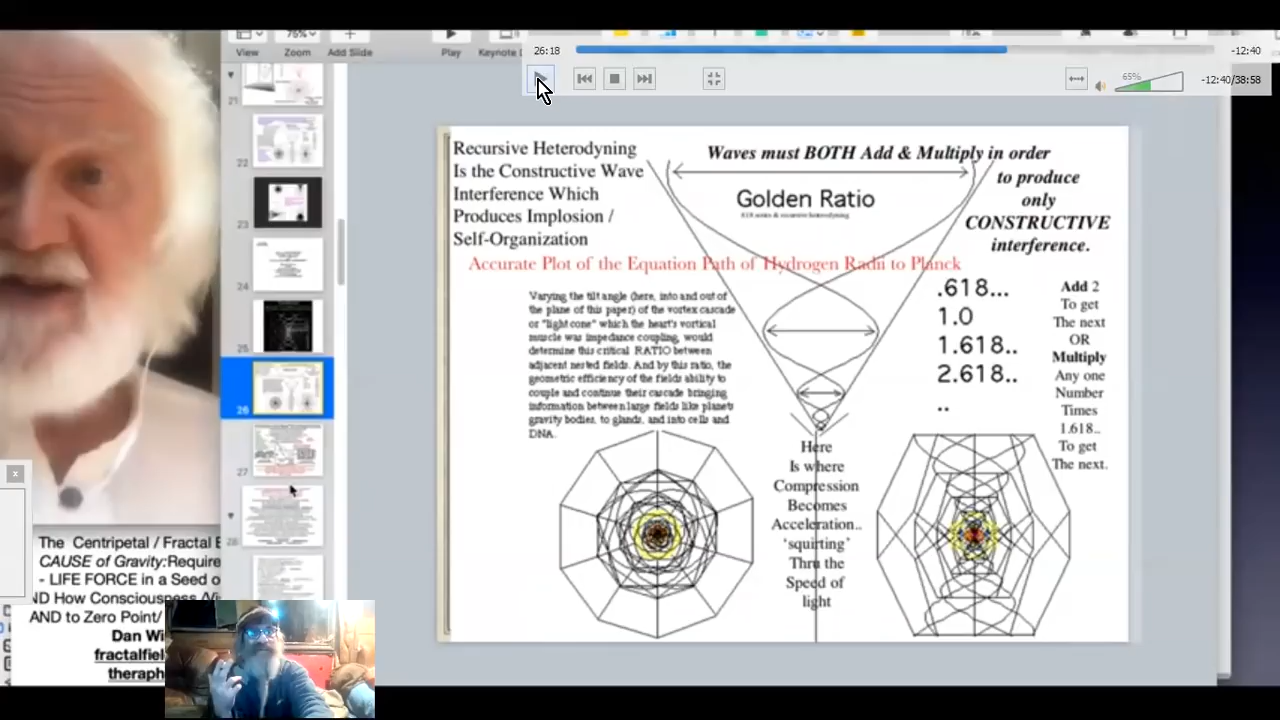 26:18
-12:40
75%
View
Zoom
Add Slide
Play
Keynote
65%
-12:40/38:58
21
22
23
24
25
26
27
28
Recursive Heterodyning
Is the Constructive Wave
Interference Which
Produces Implosion /
Self-Organization
Waves must BOTH Add & Multiply in order
to produce
only
CONSTRUCTIVE
interference.
Golden Ratio
.618 series & recursive heterodyning
Accurate Plot of the Equation Path of Hydrogen Radii to Planck
Varying the tilt angle (here, into and out of
the plane of this paper) of the vortex cascade
or "light cone" which the heart's vortical
muscle was impedance coupling, would
determine this critical RATIO between
adjacent nested fields. And by this ratio, the
geometric efficiency of the fields ability to
couple and continue their cascade bringing
information between large fields like planets
gravity bodies, to glands, and into cells and
DNA.
.618...
1.0
1.618..
2.618..
..
Add 2
To get
The next
OR
Multiply
Any one
Number
Times
1.618..
To get
The next.
Here
Is where
Compression
Becomes
Acceleration..
'squirting'
Thru the
Speed of
light
The Centripetal / Fractal
CAUSE of Gravity:Require
- LIFE FORCE in a Seed o
ND How Consciousness
AND to Zero Point/
Dan Wi
fractalfiel
theraph